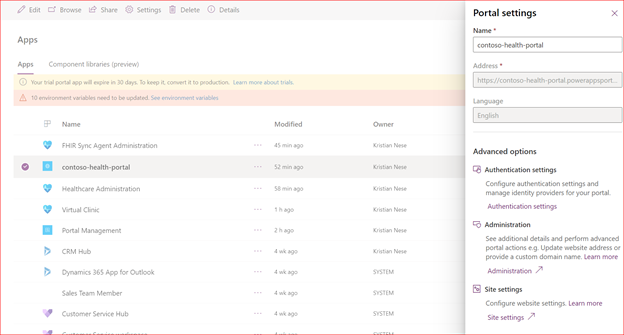 Edit Browse Share Settings Delete Details
Apps
Apps Component libraries (preview)
Your trial portal app will expire in 30 days. To keep it, convert it to production. Learn more about trials.
10 environment variables need to be updated. See environment variables
Name Modified Owner
FHIR Sync Agent Administration ··· 45 min ago Kristian Nese
contoso-health-portal ··· 52 min ago Kristian Nese
Healthcare Administration ··· 58 min ago Kristian Nese
Virtual Clinic ··· 1 h ago Kristian Nese
Portal Management ··· 2 h ago Kristian Nese
CRM Hub ··· 4 wk ago Kristian Nese
Dynamics 365 App for Outlook ··· 4 wk ago SYSTEM
Sales Team Member ··· 4 wk ago SYSTEM
Customer Service Hub ··· 4 wk ago SYSTEM
Portal settings
Name *
contoso-health-portal
Address *
https://contoso-health-portal.powerappsport...
Language
English
Advanced options
Authentication settings
Configure authentication settings and
manage identity providers for your portal.
Authentication settings
Administration
See additional details and perform advanced
portal actions e.g. Update website address or
provide a custom domain name. Learn more
Administration
Site settings
Configure website settings. Learn more
Site settings